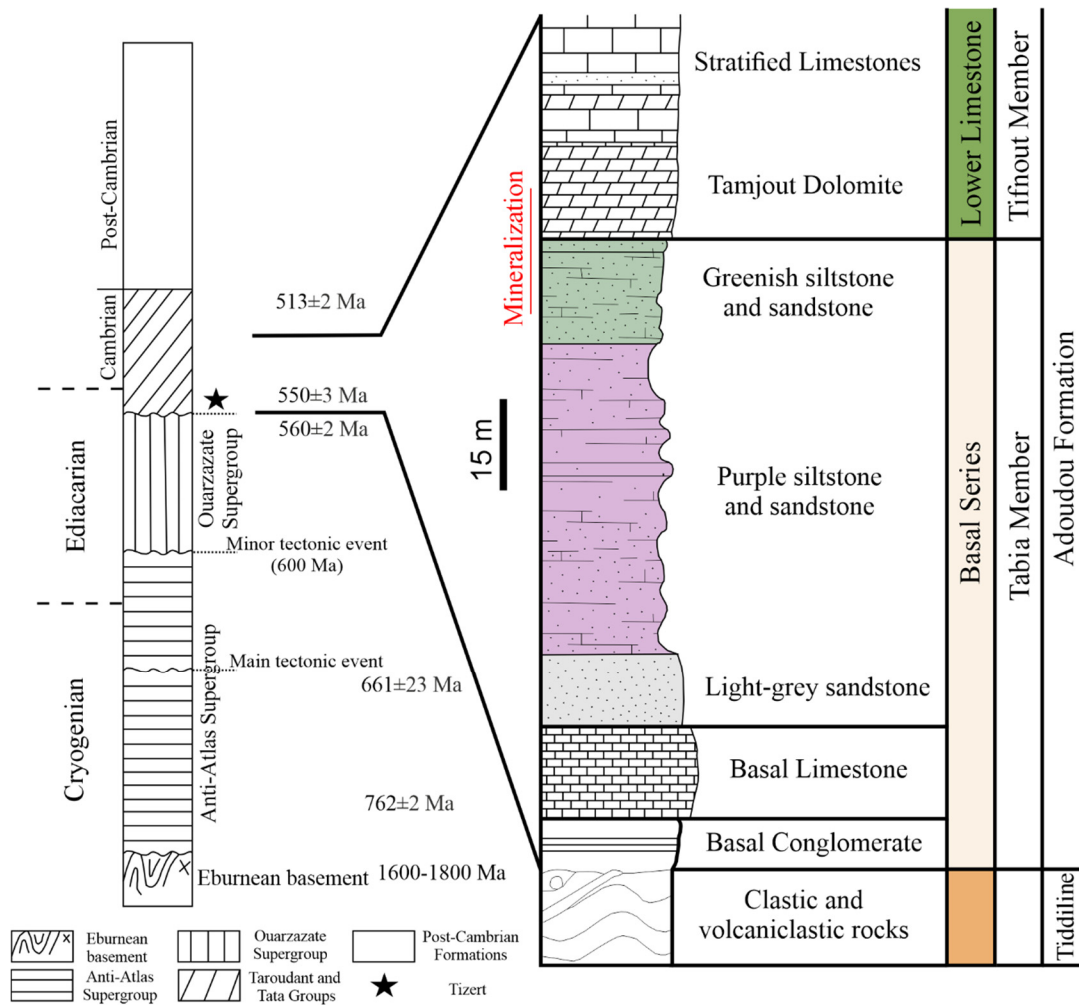 Post-Cambrian
Cambrian
Ediacarian
Cryogenian
Ouarzazate
Supergroup
Anti-Atlas Supergroup
513±2 Ma
550±3 Ma
560±2 Ma
Minor tectonic event
(600 Ma)
Main tectonic event
661±23 Ma
762±2 Ma
Eburnean basement
1600-1800 Ma
x
Mineralization
15 m
Stratified Limestones
Tamjout Dolomite
Greenish siltstone
and sandstone
Purple siltstone
and sandstone
Light-grey sandstone
Basal Limestone
Basal Conglomerate
Clastic and
volcaniclastic rocks
Lower Limestone
Basal Series
Tifnout Member
Tabia Member
Adoudou Formation
Tiddiline
x
Eburnean
basement
Ouarzazate
Supergroup
Post-Cambrian
Formations
Anti-Atlas
Supergroup
Taroudant and
Tata Groups
Tizert